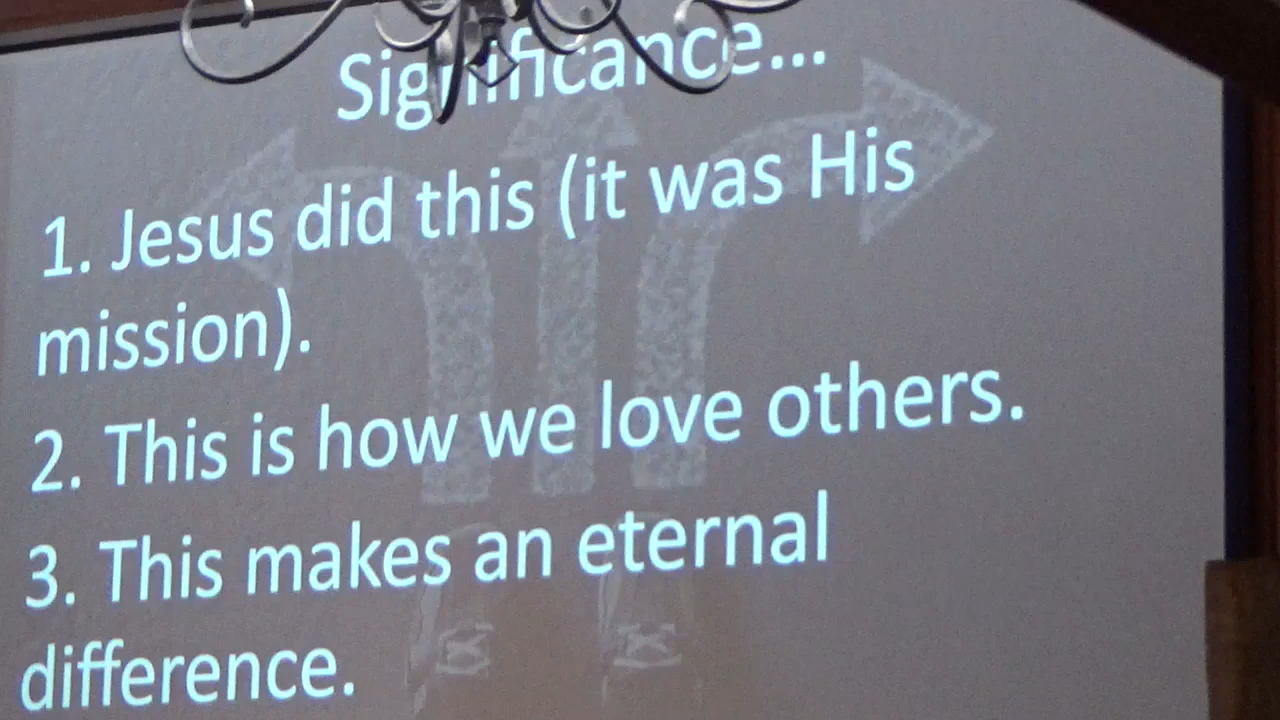 Significance...
1. Jesus did this (it was His
mission).
2. This is how we love others.
3. This makes an eternal
difference.